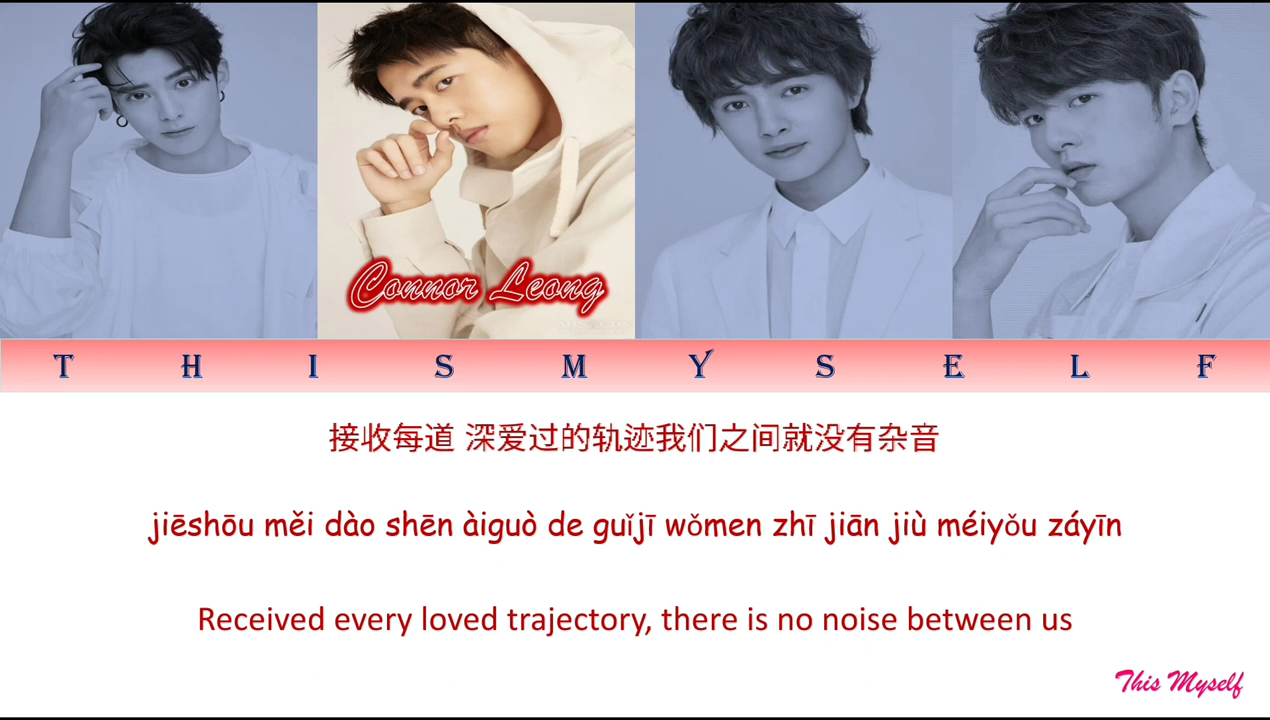 Connor Leong
T H I S M Y S E L F
接收每道 深爱过的轨迹我们之间就没有杂音
jiēshōu měi dào shēn àiguò de guǐjī wǒmen zhī jiān jiù méiyǒu záyīn
Received every loved trajectory, there is no noise between us
This Myself